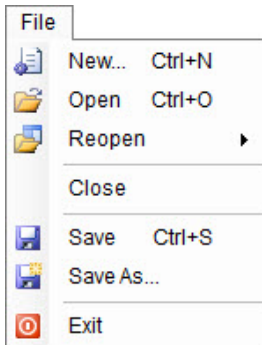 File
New... Ctrl+N
Open Ctrl+O
Reopen
Close
Save Ctrl+S
Save As...
Exit